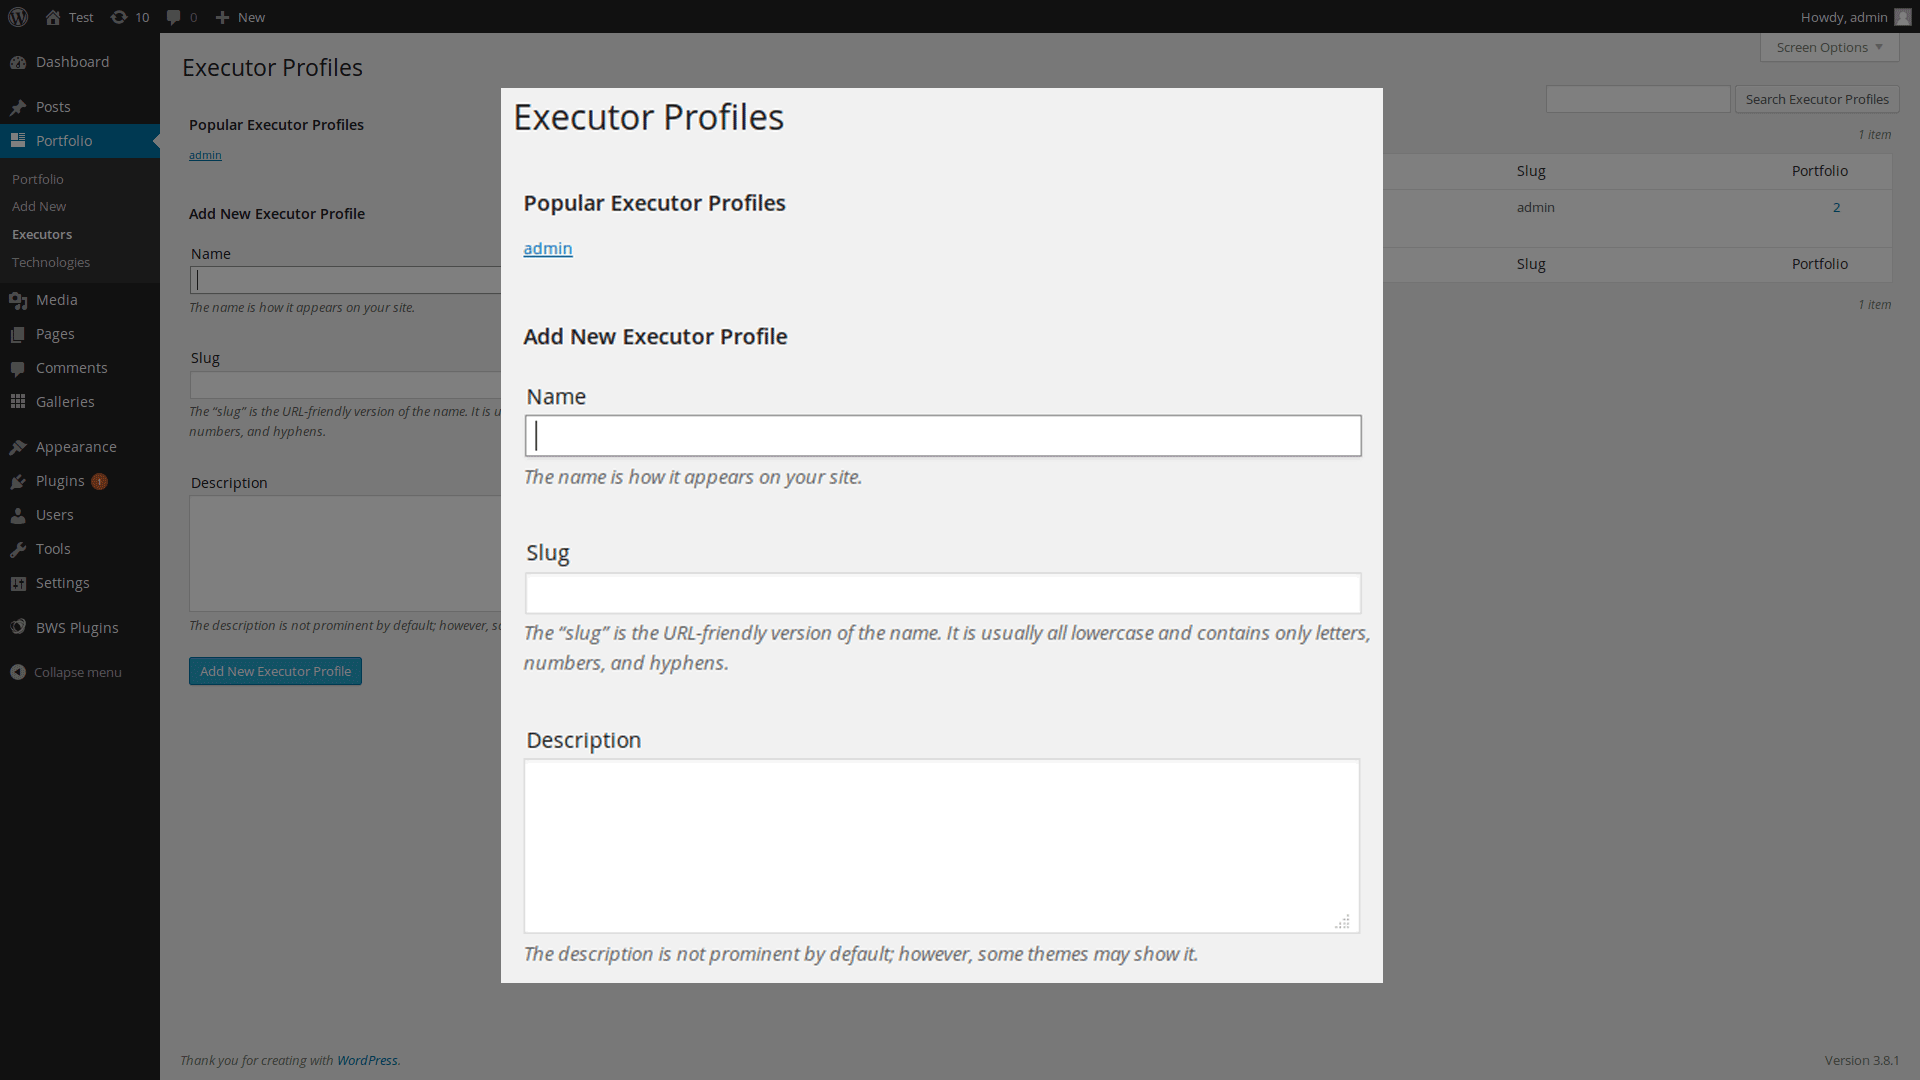 Test 10 0 New Howdy, admin
Screen Options
Dashboard
Posts
Portfolio
Portfolio
Add New
Executors
Technologies
Media
Pages
Comments
Galleries
Appearance
Plugins !
Users
Tools
Settings
BWS Plugins
Collapse menu
Executor Profiles
Popular Executor Profiles
admin
Add New Executor Profile
Name
The name is how it appears on your site.
Slug
The “slug” is the URL-friendly version of the name. It is u
numbers, and hyphens.
Description
The description is not prominent by default; however, s
Add New Executor Profile
Executor Profiles
Popular Executor Profiles
admin
Add New Executor Profile
Name
The name is how it appears on your site.
Slug
The “slug” is the URL-friendly version of the name. It is usually all lowercase and contains only letters,
numbers, and hyphens.
Description
The description is not prominent by default; however, some themes may show it.
Search Executor Profiles
1 item
Slug Portfolio
admin 2
Slug Portfolio
1 item
Thank you for creating with WordPress.
Version 3.8.1